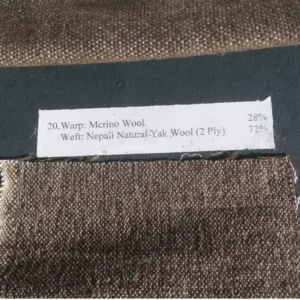 20. Warp: Merino Wool. 28%
Weft: Nepali Natural Yak Wool (2 Ply) 72%